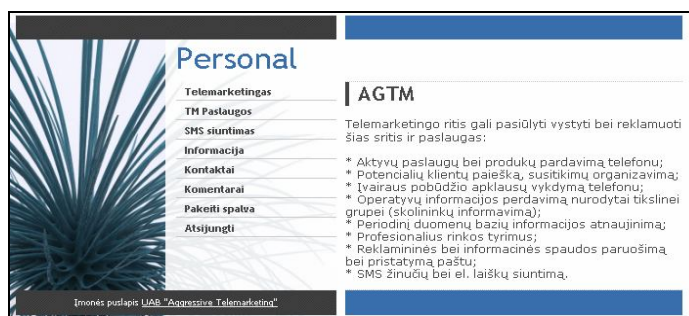 Personal
Telemarketingas
TM Paslaugos
SMS siuntimas
Informacija
Kontaktai
Komentarai
Pakeiti spalva
Atsijungti
AGTM
Telemarketingo ritis gali pasiūlyti vystyti bei reklamuoti
šias sritis ir paslaugas:
* Aktyvų paslaugų bei produkų pardavimą telefonu;
* Potencialių klientų paiešką, susitikimų organizavimą;
* Įvairaus pobūdžio apklausų vykdymą telefonu;
* Operatyvų informacijos perdavimą nurodytai tikslinei
grupei (skolininkų informavimą);
* Periodinį duomenų bazių informacijos atnaujinimą;
* Profesionalius rinkos tyrimus;
* Reklamininės bei informacinės spaudos paruošimą
bei pristatymą paštu;
* SMS žinučių bei el. laiškų siuntimą.
Įmonės puslapis UAB "Aggressive Telemarketing"